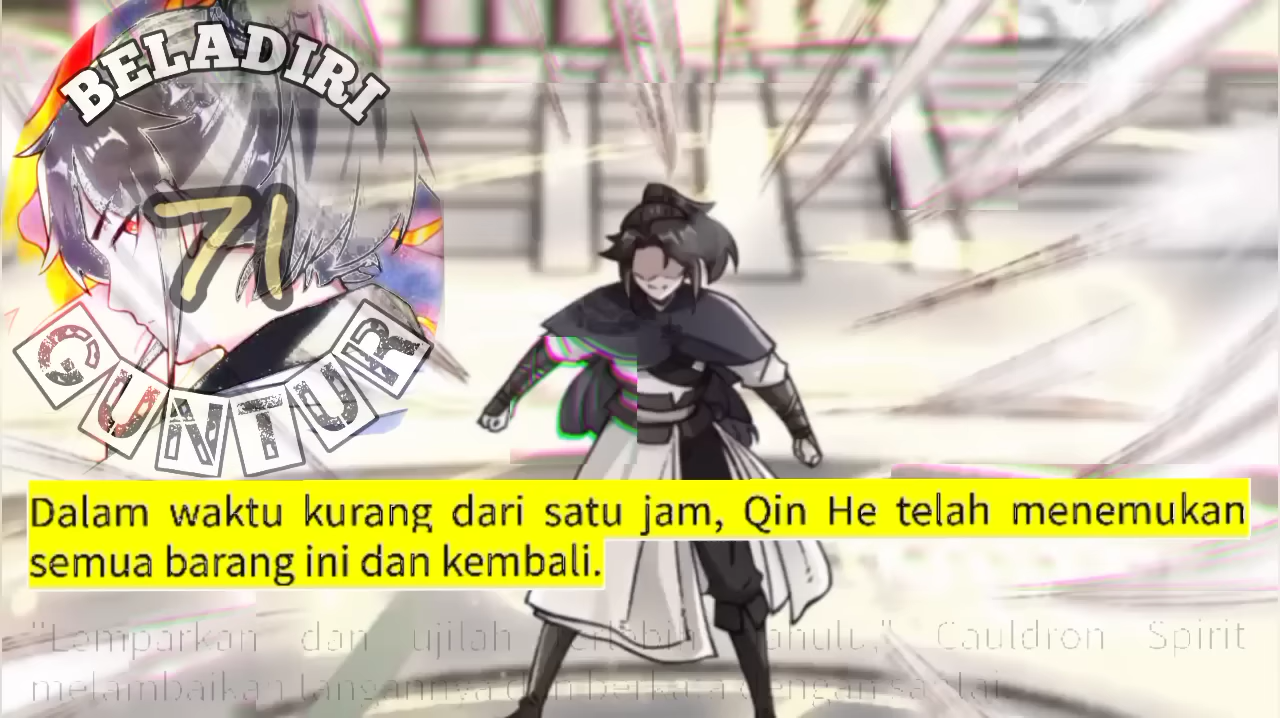 BELADIRI
71
GUNTUR
Dalam waktu kurang dari satu jam, Qin He telah menemukan
semua barang ini dan kembali.
"Lemparkan dan ujilah terlebih dahulu," Cauldron Spirit
melambaikan tangannya dan berkata dengan santai.